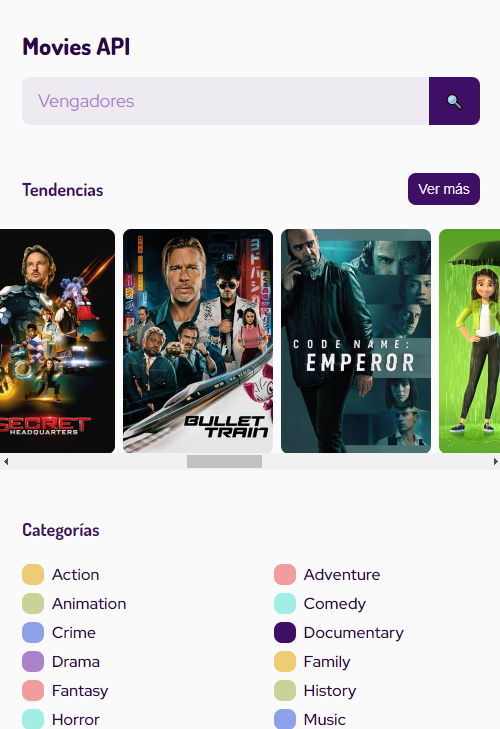 Movies API
Vengadores
Tendencias
Ver más
SECRET
HEADQUARTERS
BULLET
TRAIN
CODE NAME:
EMPEROR
Categorías
Action
Adventure
Animation
Comedy
Crime
Documentary
Drama
Family
Fantasy
History
Horror
Music